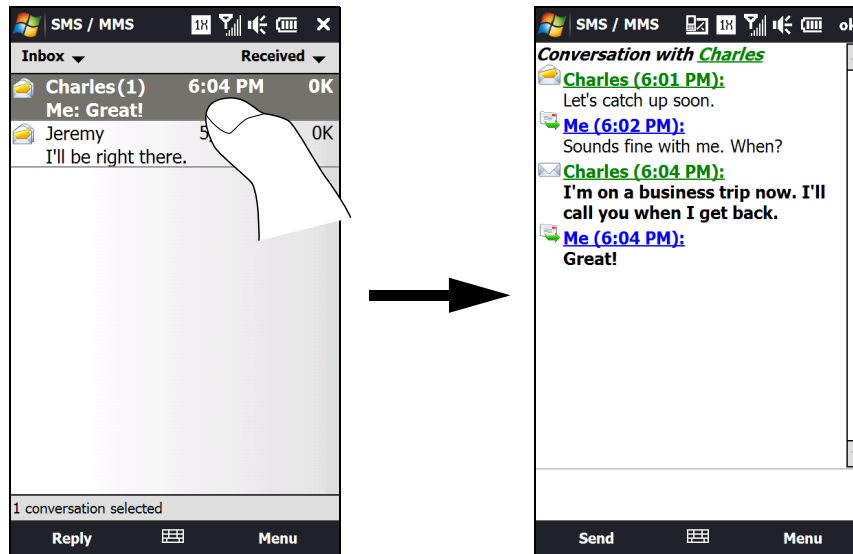 SMS / MMS 1X
Inbox Received
Charles(1) 6:04 PM 0K
Me: Great!
Jeremy 0K
I'll be right there.
1 conversation selected
Reply Menu
SMS / MMS 1X ok
Conversation with Charles
Charles (6:01 PM):
Let's catch up soon.
Me (6:02 PM):
Sounds fine with me. When?
Charles (6:04 PM):
I'm on a business trip now. I'll
call you when I get back.
Me (6:04 PM):
Great!
Send Menu